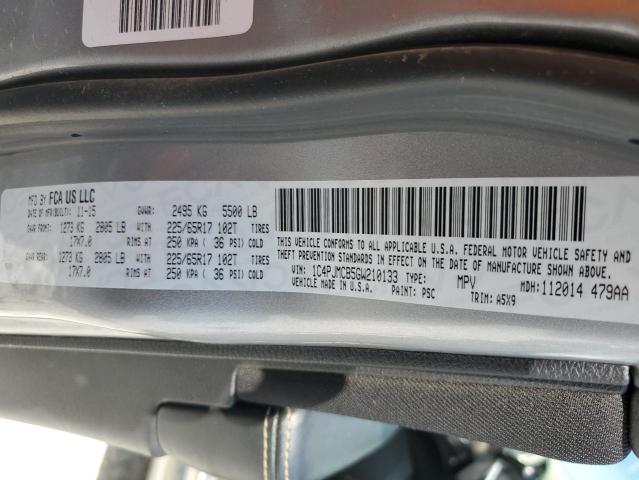 MFD BY FCA US LLC
DATE OF MFR(BUILT): 11-15 GVWR: 2495 KG 5500 LB
GAWR FRONT: 1273 KG 2805 LB 225/65R17 102T TIRES
17X7.0 RIMS AT 250 KPA ( 36 PSI) COLD
GAWR REAR: 1273 KG 2805 LB 225/65R17 102T TIRES
17X7.0 RIMS AT 250 KPA ( 36 PSI) COLD
THIS VEHICLE CONFORMS TO ALL APPLICABLE U.S.A. FEDERAL MOTOR VEHICLE SAFETY AND
THEFT PREVENTION STANDARDS IN EFFECT ON THE DATE OF MANUFACTURE SHOWN ABOVE.
VIN: 1C4PJMCB5GW210133 TYPE: MPV MDH: 112014 479AA
VEHICLE MADE IN U.S.A. PAINT: PSC TRIM: A5X9